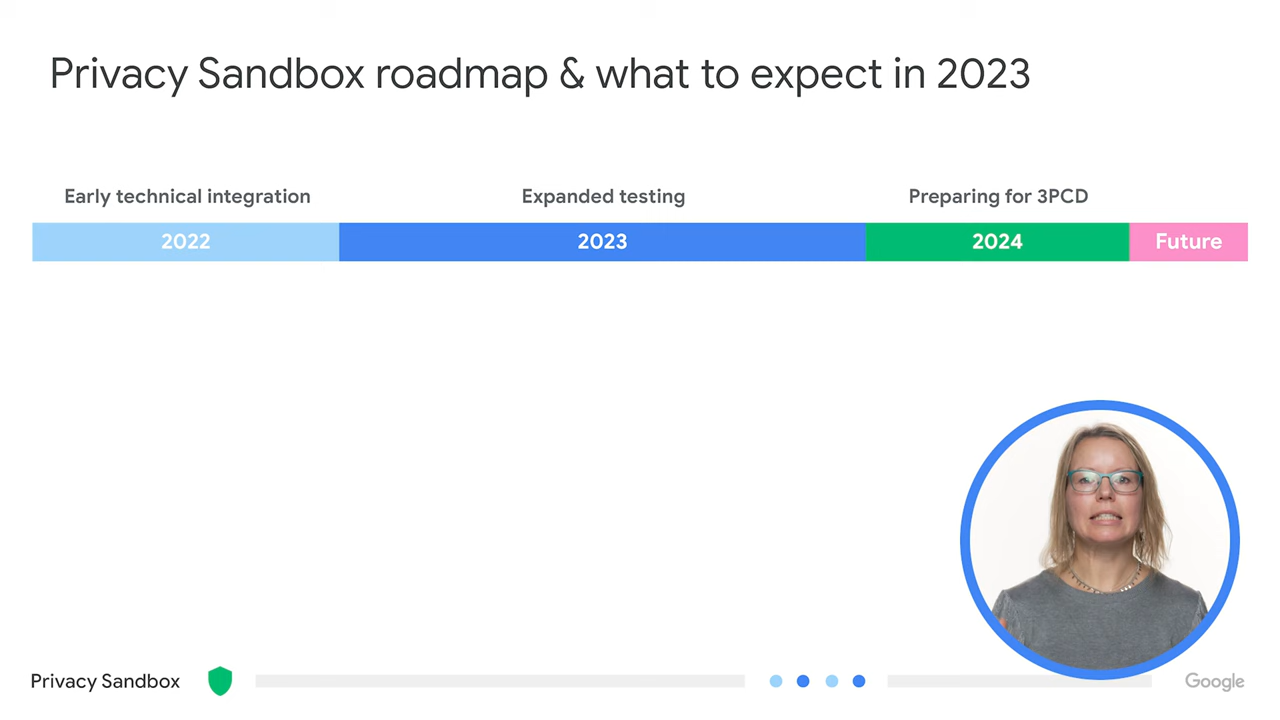 Privacy Sandbox roadmap & what to expect in 2023
Early technical integration
Expanded testing
Preparing for 3PCD
2022
2023
2024
Future
Privacy Sandbox
Google